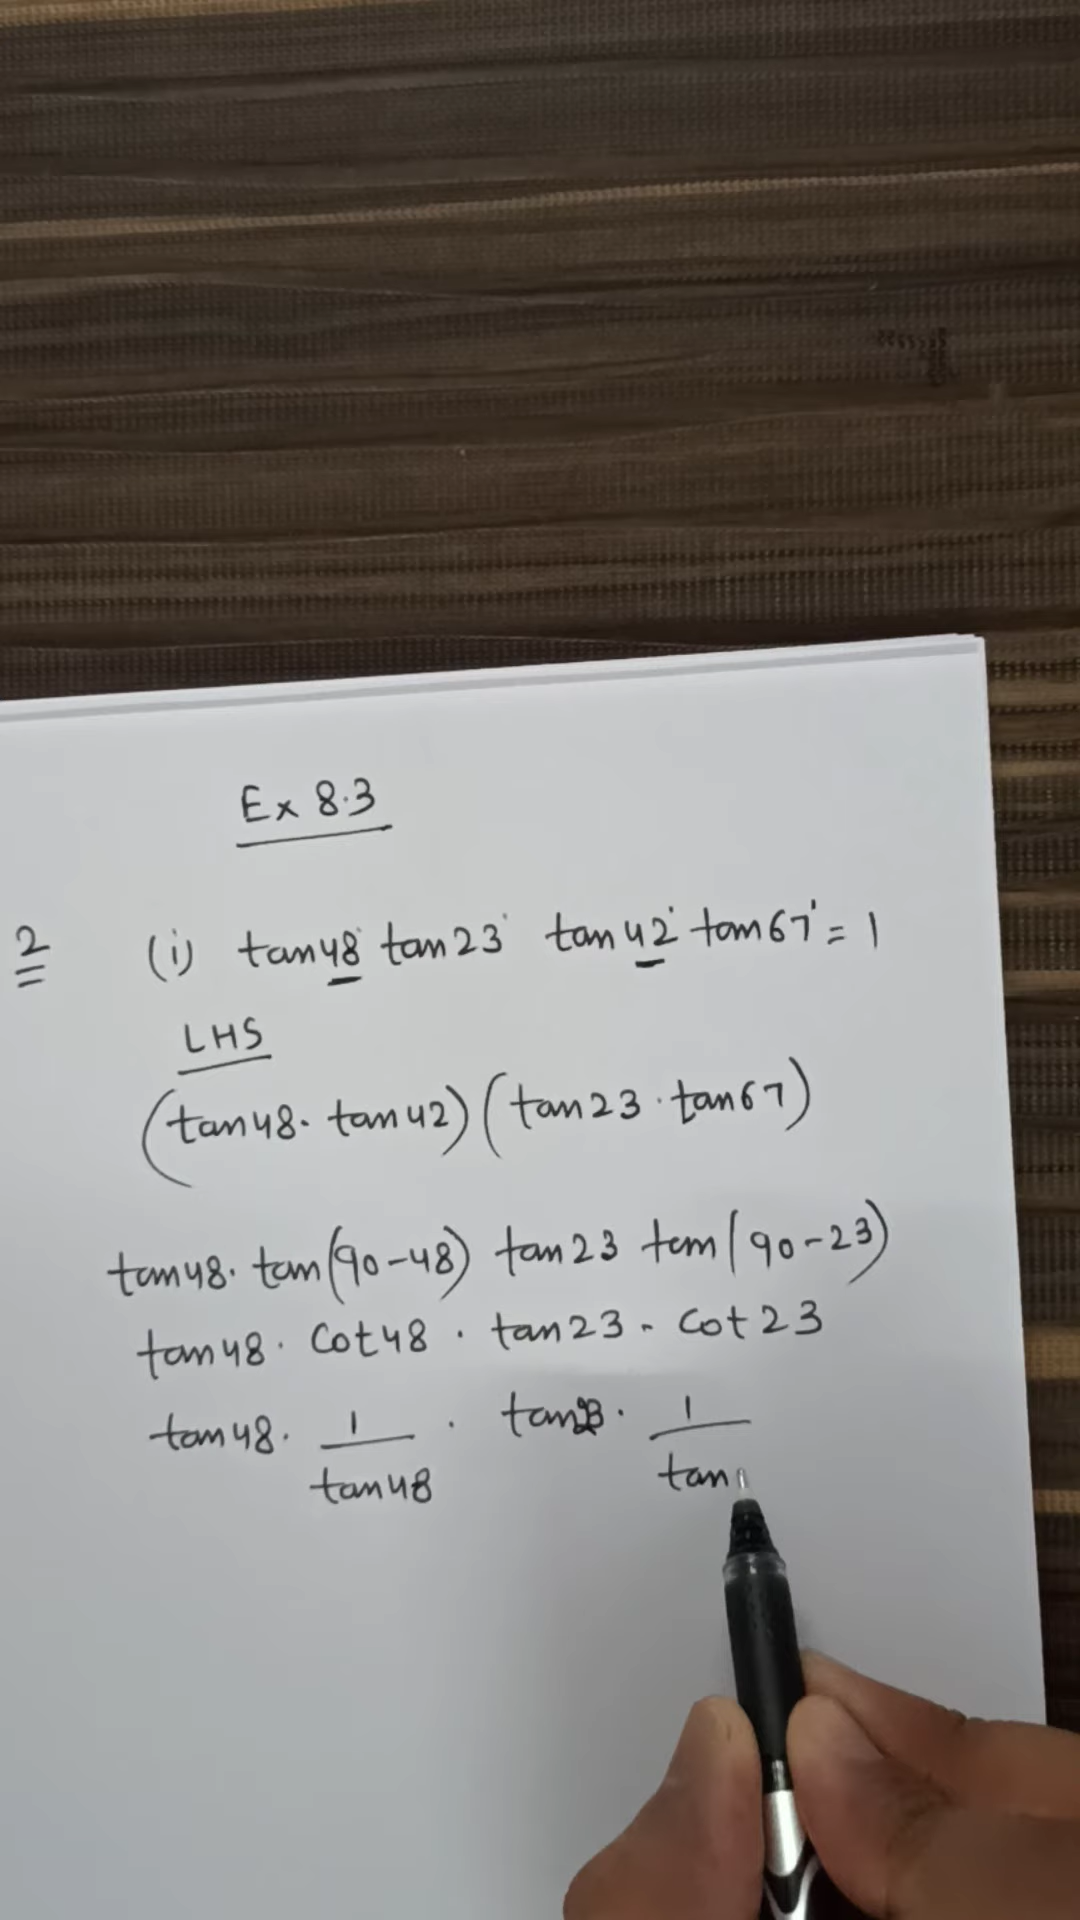 Ex 8.3
2 (i) tan48° tan23° tan42° tan67° = 1
LHS
(tan48. tan42)(tan23 . tan67)
tan48. tan(90-48) tan23 tan(90-23)
tan48. Cot48 . tan23 . Cot23
tan48. 1/tan48 . tan23. 1/tan